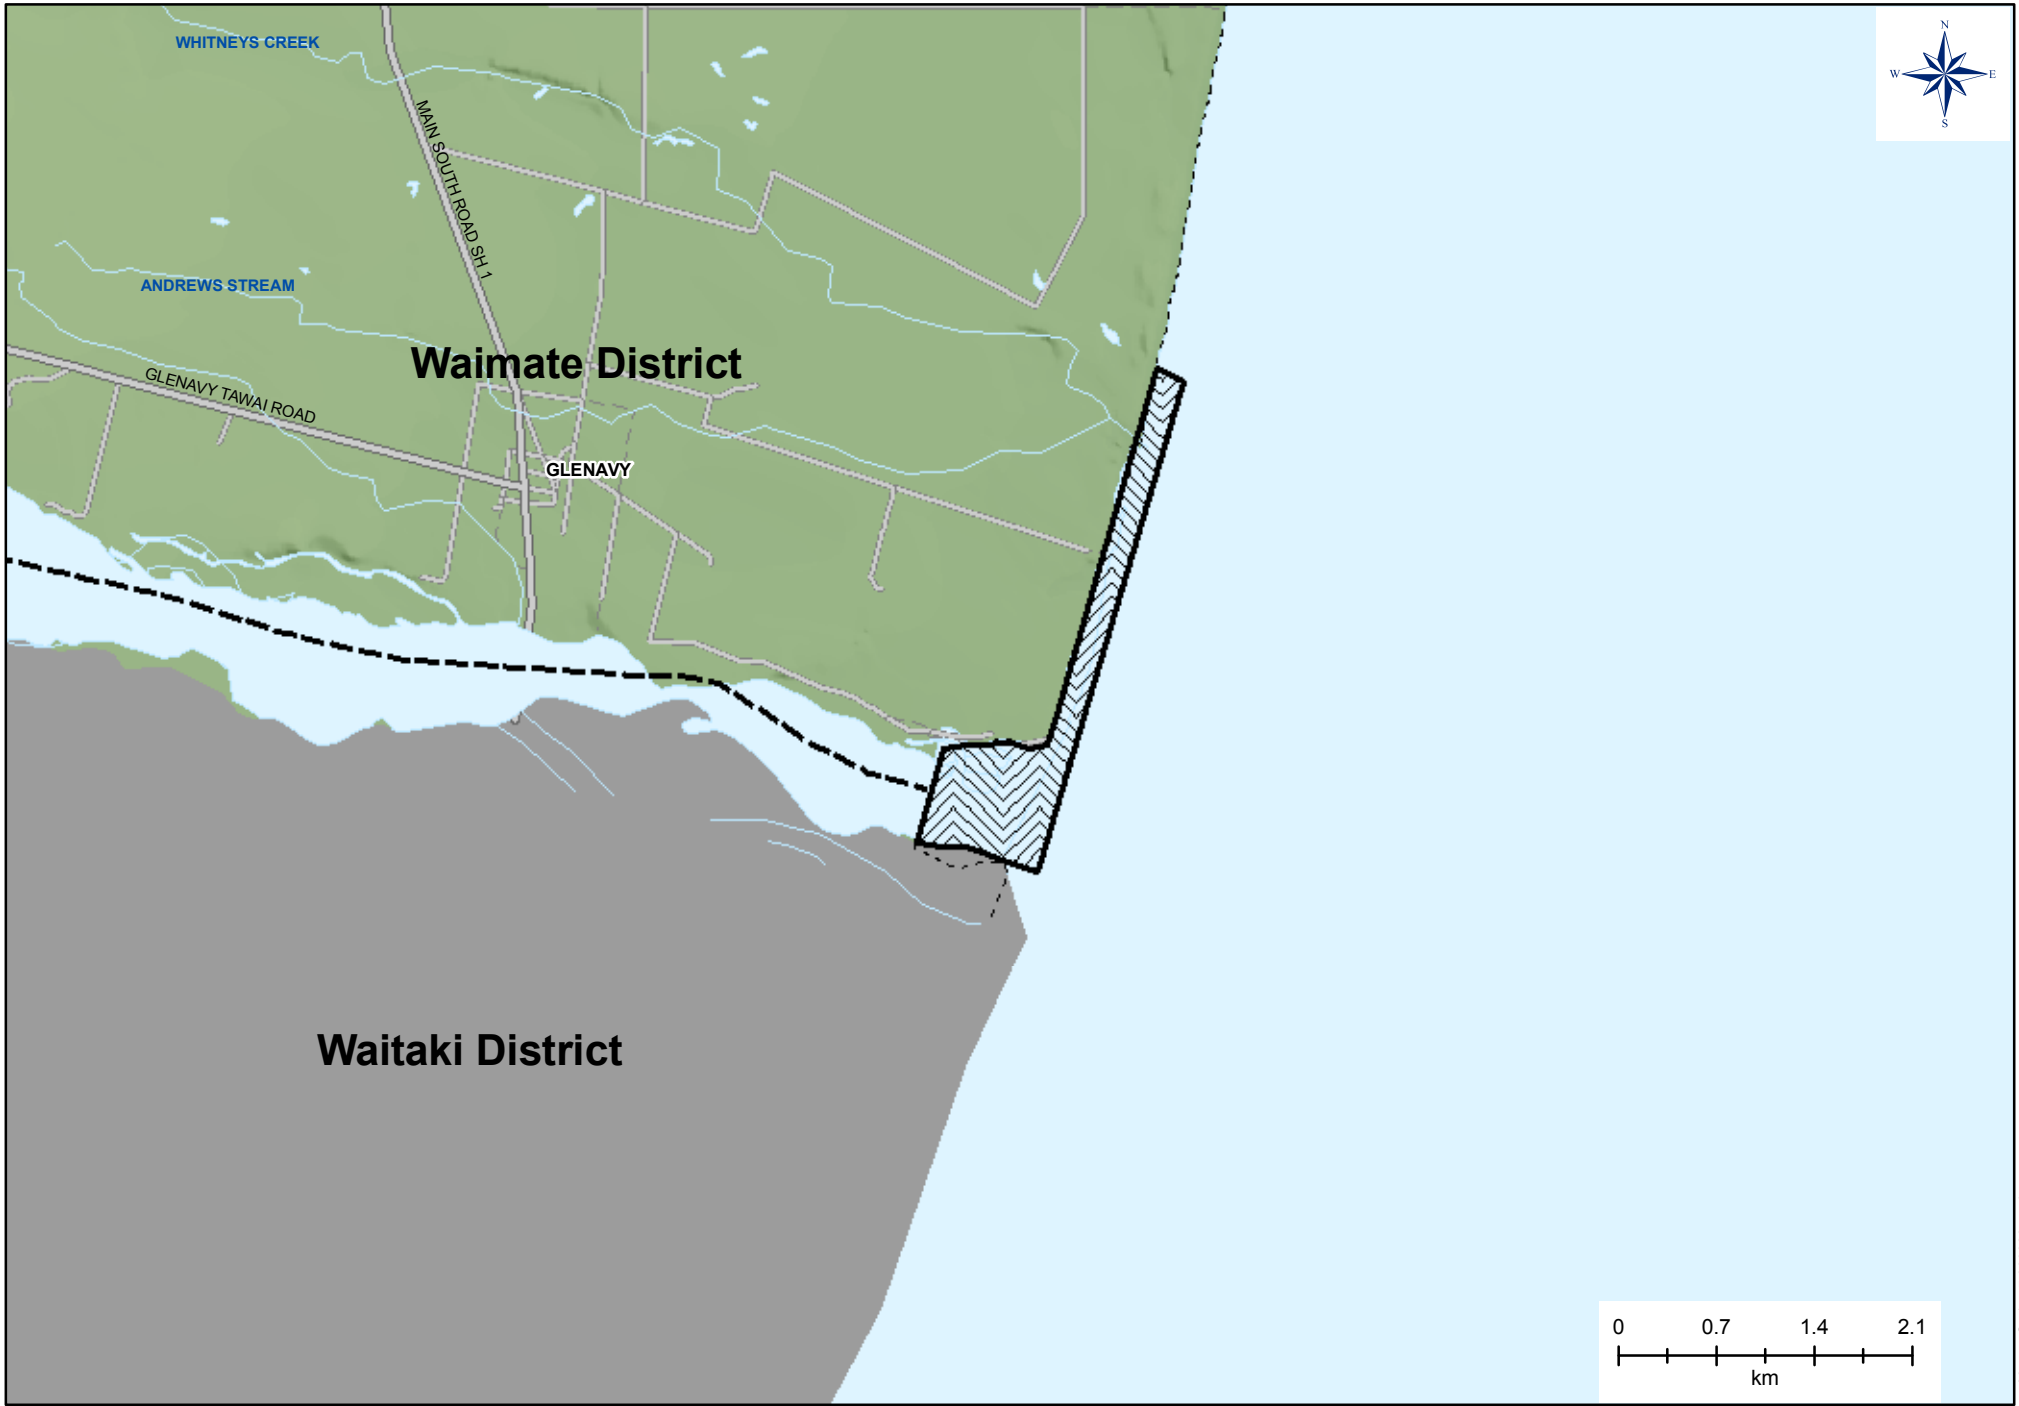 WHITNEYS CREEK
N
W
E
S
MAIN SOUTH ROAD SH 1
ANDREWS STREAM
Waimate District
GLENAVY TAWAI ROAD
GLENAVY
Waitaki District
0 0.7 1.4 2.1
km